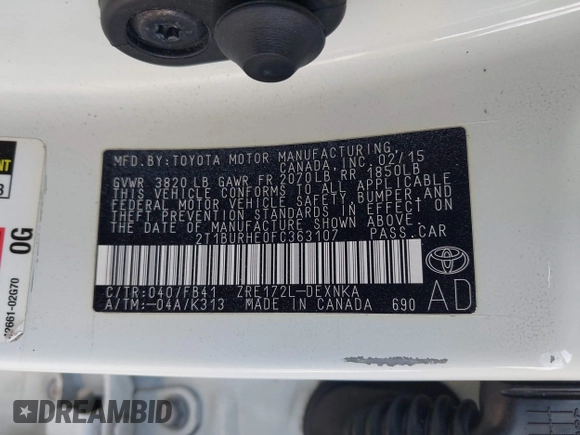 MFD. BY: TOYOTA MOTOR MANUFACTURING,
CANADA, INC. 02/15
GVWR 3820 LB GAWR FR 2070LB RR 1850LB
THIS VEHICLE CONFORMS TO ALL APPLICABLE
FEDERAL MOTOR VEHICLE SAFETY, BUMPER, AND
THEFT PREVENTION STANDARDS IN EFFECT ON
THE DATE OF MANUFACTURE SHOWN ABOVE.
2T1BURHE0FC363107 PASS. CAR
C/TR: 040/FB41 ZRE172L-DEXNKA
A/TM: -04A/K313 MADE IN CANADA 690
AD
0G
02G70
DREAMBID